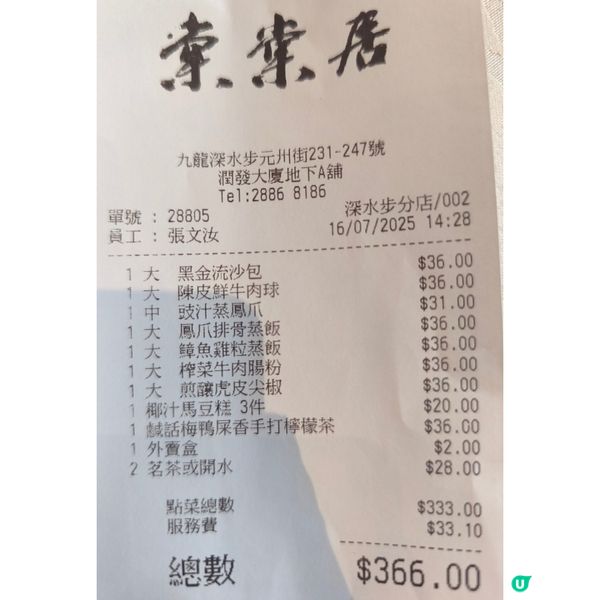 棠棠居
九龍深水步元州街231-247號
潤發大廈地下A舖
Tel:2886 8186
單號 : 28805 深水步分店/002
員工 : 張文汝 16/07/2025 14:28
1 大 黑金流沙包 $36.00
1 大 陳皮鮮牛肉球 $36.00
1 中 豉汁蒸鳳爪 $31.00
1 大 鳳爪排骨蒸飯 $36.00
1 大 鱆魚雞粒蒸飯 $36.00
1 大 榨菜牛肉腸粉 $36.00
1 大 煎釀虎皮尖椒 $36.00
1 椰汁馬豆糕 3件 $20.00
1 鹹話梅鴨屎香手打檸檬茶 $36.00
1 外賣盒 $2.00
2 茗茶或開水 $28.00
點菜總數 $333.00
服務費 $33.10
總數 $366.00
U